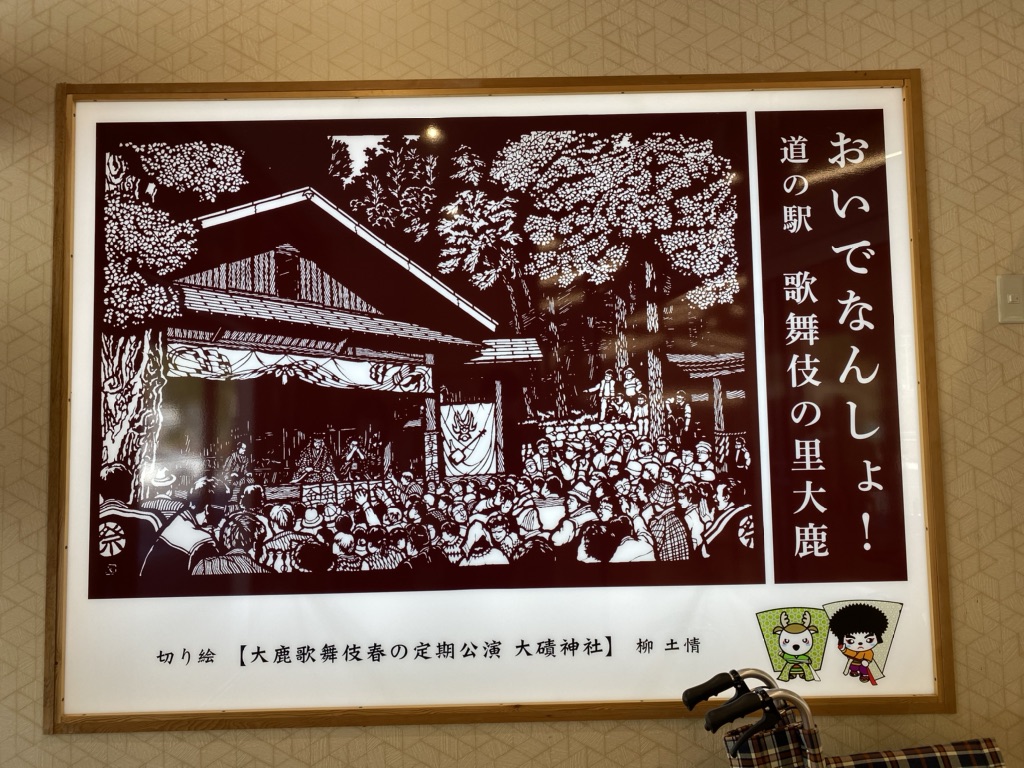 おいでなんしょ！
道の駅 歌舞伎の里大鹿
切り絵 【大鹿歌舞伎春の定期公演 大磧神社】 柳 土情